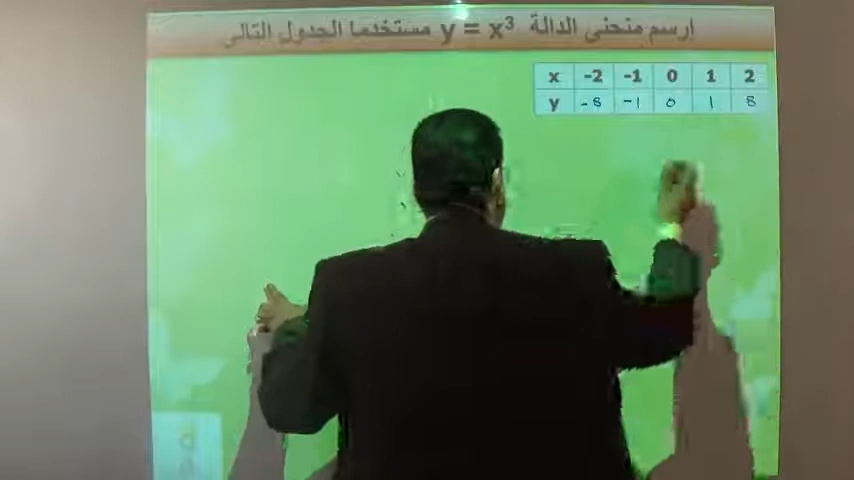 ارسم منحنى الدالة y = x³ مستخدما الجدول التالى
x -2 -1 0 1 2
y -8 -1 0 1 8